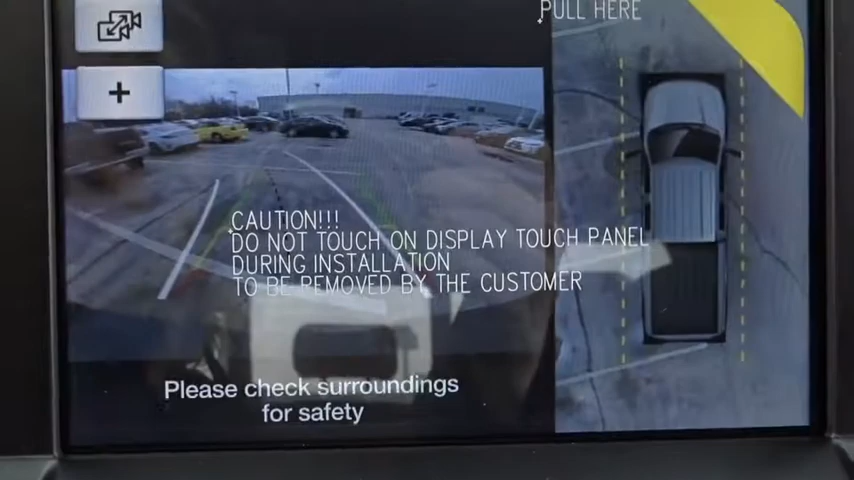 PULL HERE
+
CAUTION!!!
DO NOT TOUCH ON DISPLAY TOUCH PANEL
DURING INSTALLATION
TO BE REMOVED BY THE CUSTOMER
Please check surroundings
for safety